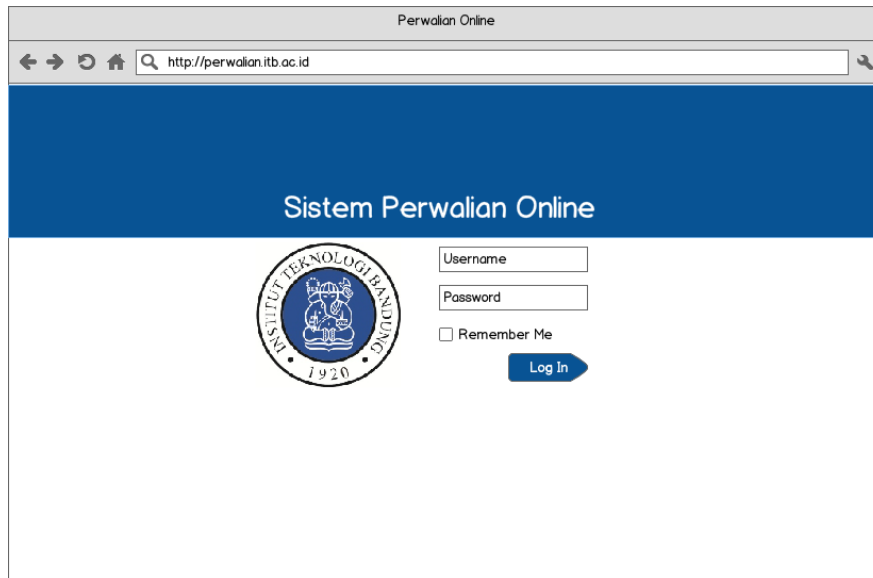 Perwalian Online
http://perwalian.itb.ac.id
Sistem Perwalian Online
INSTITUT TEKNOLOGI BANDUNG
1920
Username
Password
Remember Me
Log In